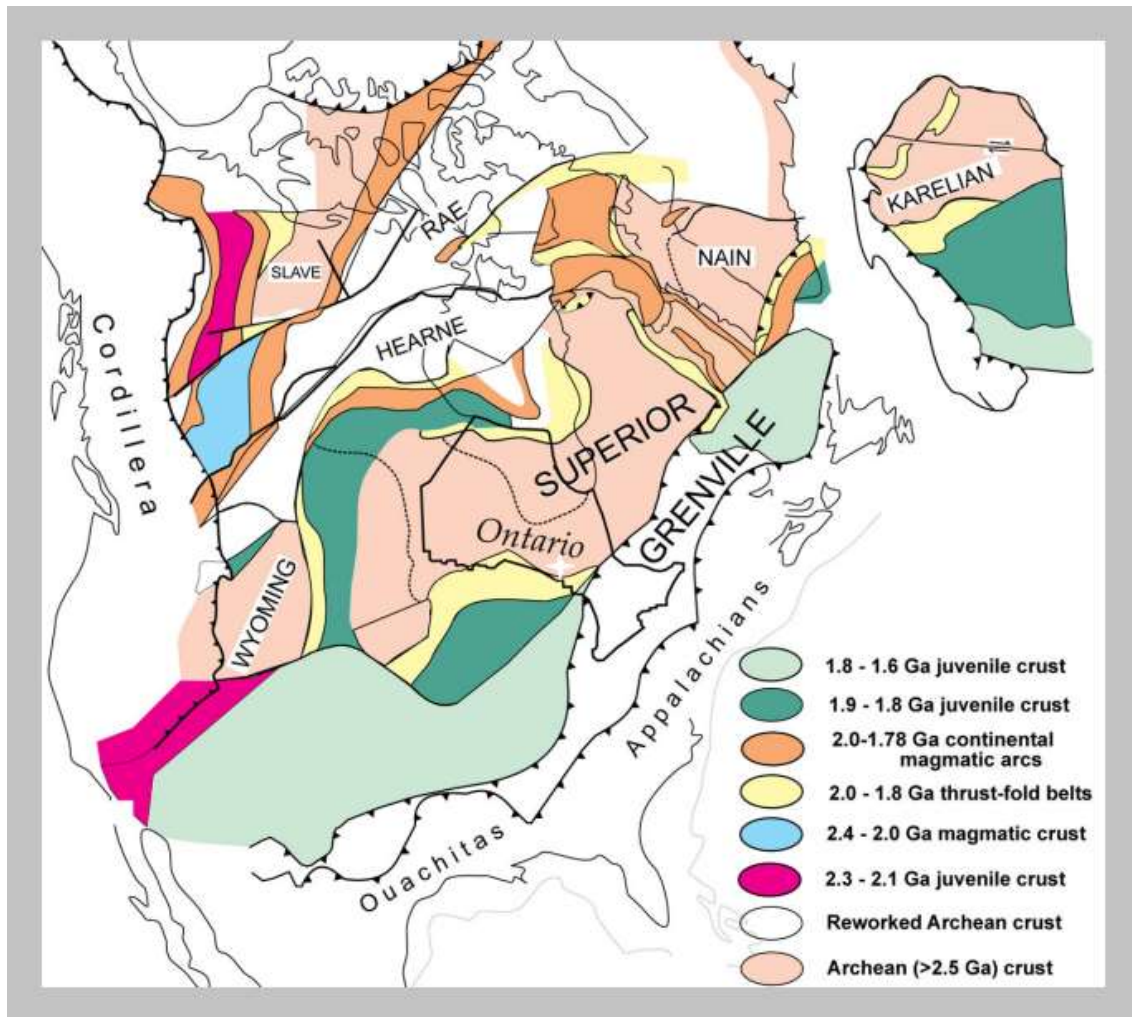 KARELIAN
RAE
NAIN
SLAVE
HEARNE
Cordillera
SUPERIOR
GRENVILLE
Ontario
WYOMING
Appalachians
Ouachitas
1.8 - 1.6 Ga juvenile crust
1.9 - 1.8 Ga juvenile crust
2.0-1.78 Ga continental
magmatic arcs
2.0 - 1.8 Ga thrust-fold belts
2.4 - 2.0 Ga magmatic crust
2.3 - 2.1 Ga juvenile crust
Reworked Archean crust
Archean (>2.5 Ga) crust